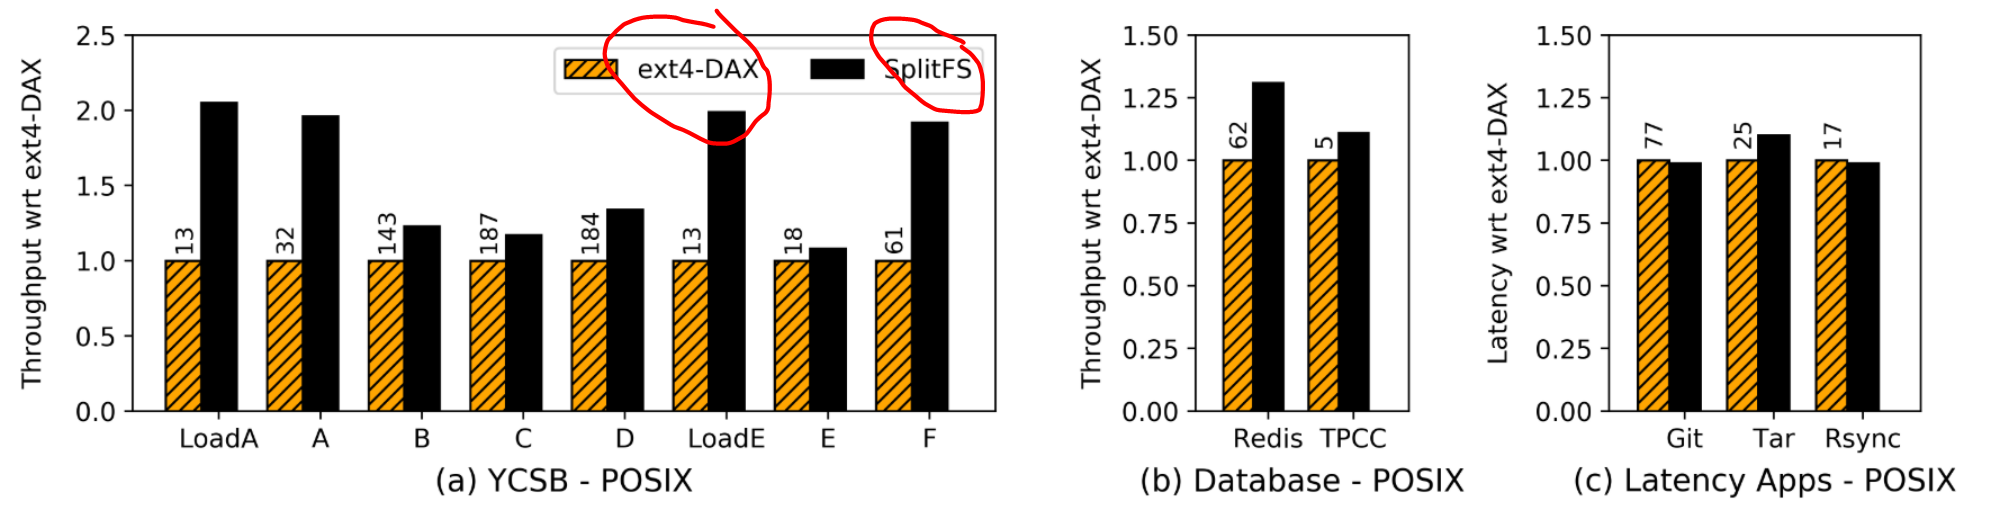 Throughput wrt ext4-DAX
2.5
2.0
1.5
1.0
0.5
0.0
ext4-DAX SplitFS
13 32 143 187 184 13 18 61
LoadA A B C D LoadE E F
(a) YCSB - POSIX
Throughput wrt ext4-DAX
1.50
1.25
1.00
0.75
0.50
0.25
0.00
62 5
Redis TPCC
(b) Database - POSIX
Latency wrt ext4-DAX
1.50
1.25
1.00
0.75
0.50
0.25
0.00
77 25 17
Git Tar Rsync
(c) Latency Apps - POSIX